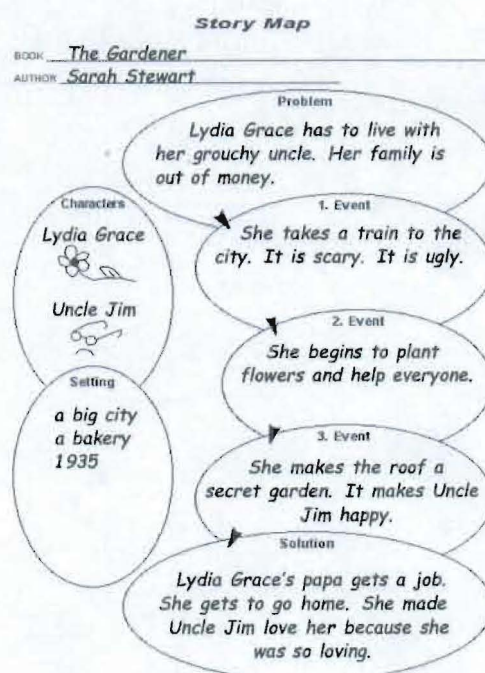 Story Map
BOOK The Gardener
AUTHOR Sarah Stewart
Problem
Lydia Grace has to live with
her grouchy uncle. Her family is
out of money.
Characters
Lydia Grace
Uncle Jim
Setting
a big city
a bakery
1935
1. Event
She takes a train to the
city. It is scary. It is ugly.
2. Event
She begins to plant
flowers and help everyone.
3. Event
She makes the roof a
secret garden. It makes Uncle
Jim happy.
Solution
Lydia Grace's papa gets a job.
She gets to go home. She made
Uncle Jim love her because she
was so loving.